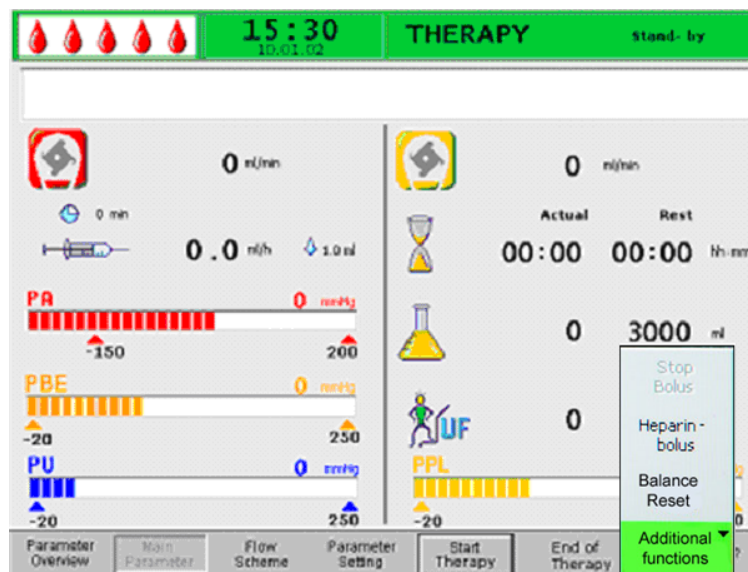 15:30
10.01.02
THERAPY
Stand- by
0 ml/min
0 ml/min
0 min
Actual Rest
0.0 ml/h 1.0 ml
00:00 00:00 hh:mm
PA 0 mmHg
-150 200
0 3000 ml
PBE 0 mmHg
-20 250
UF 0
PU 0 mmHg
-20 250
PPL
-20 0
Stop
Bolus
Heparin -
bolus
Balance
Reset
Additional
functions
Parameter
Overview
Main
Parameter
Flow
Scheme
Parameter
Setting
Start
Therapy
End of
Therapy
?